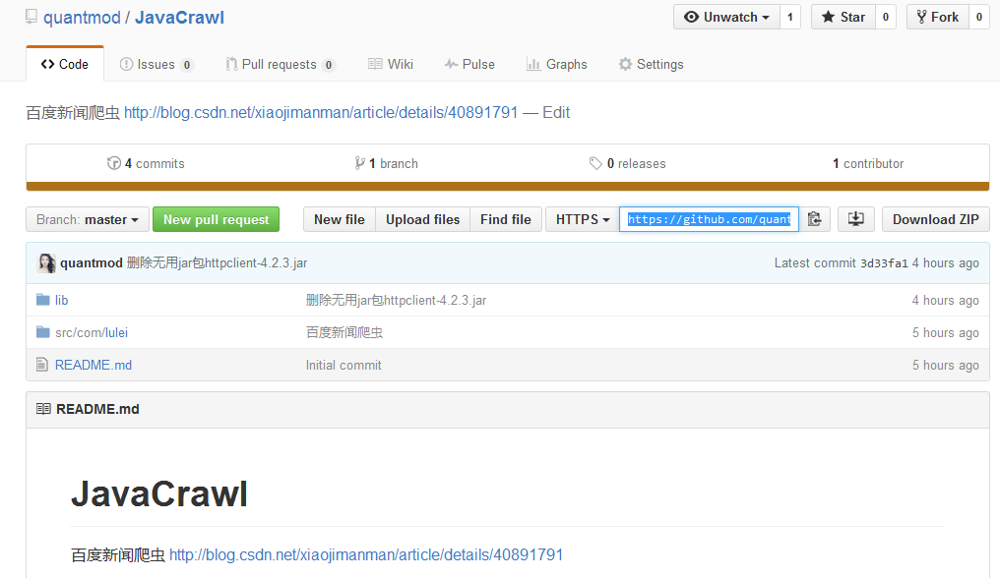 quantmod / JavaCrawl Unwatch 1 Star 0 Fork 0
Code Issues 0 Pull requests 0 Wiki Pulse Graphs Settings
百度新闻爬虫 http://blog.csdn.net/xiaojimanman/article/details/40891791 — Edit
4 commits 1 branch 0 releases 1 contributor
Branch: master New pull request New file Upload files Find file HTTPS https://github.com/quant Download ZIP
quantmod 删除无用jar包httpclient-4.2.3.jar Latest commit 3d33fa1 4 hours ago
lib 删除无用jar包httpclient-4.2.3.jar 4 hours ago
src/com/lulei 百度新闻爬虫 5 hours ago
README.md Initial commit 5 hours ago
README.md
JavaCrawl
百度新闻爬虫 http://blog.csdn.net/xiaojimanman/article/details/40891791